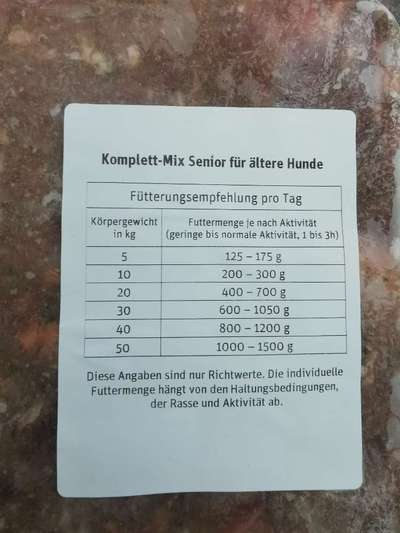 Komplett-Mix Senior für ältere Hunde
Fütterungsempfehlung pro Tag
Körpergewicht in kg
Futtermenge je nach Aktivität
(geringe bis normale Aktivität, 1 bis 3h)
5 125 – 175 g
10 200 – 300 g
20 400 – 700 g
30 600 – 1050 g
40 800 – 1200 g
50 1000 – 1500 g
Diese Angaben sind nur Richtwerte. Die individuelle
Futtermenge hängt von den Haltungsbedingungen,
der Rasse und Aktivität ab.